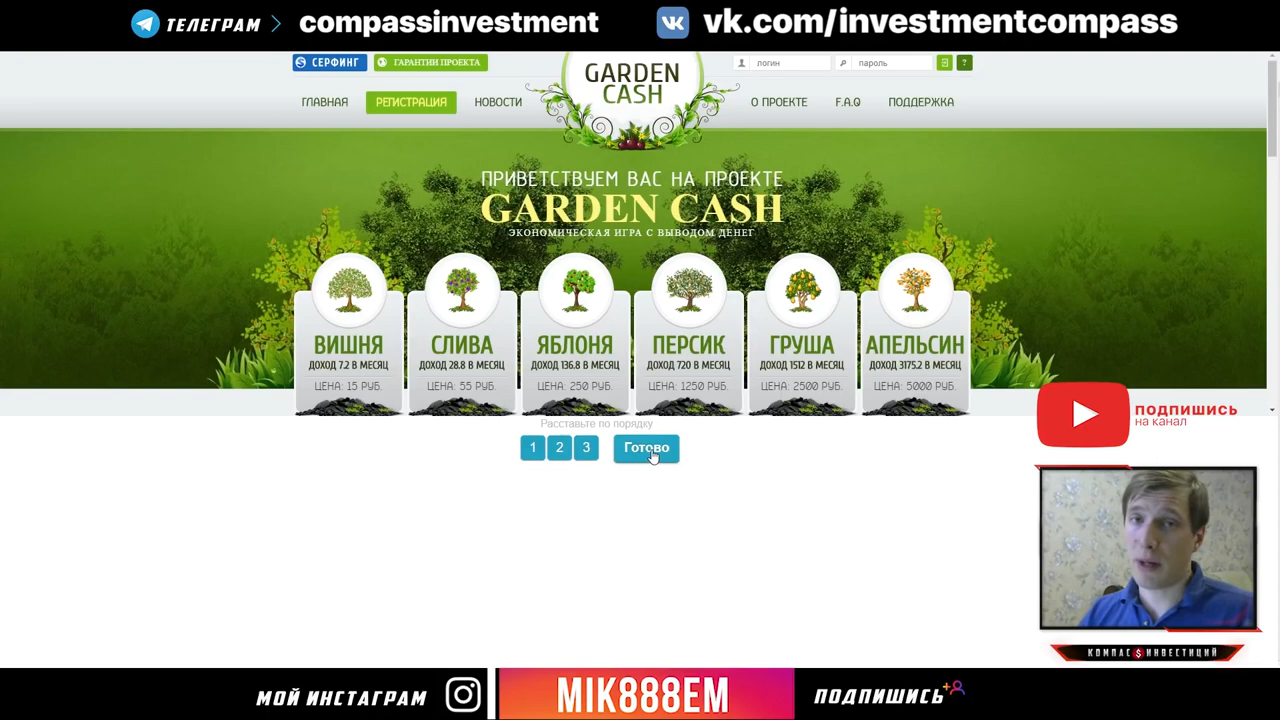 ТЕЛЕГРАМ compassinvestment vk.com/investmentcompass
СЕРФИНГ ГАРАНТИИ ПРОЕКТА
логин пароль ?
GARDEN
CASH
ГЛАВНАЯ РЕГИСТРАЦИЯ НОВОСТИ О ПРОЕКТЕ F.A.Q ПОДДЕРЖКА
ПРИВЕТСТВУЕМ ВАС НА ПРОЕКТЕ
GARDEN CASH
ЭКОНОМИЧЕСКАЯ ИГРА С ВЫВОДОМ ДЕНЕГ
ВИШНЯ СЛИВА ЯБЛОНЯ ПЕРСИК ГРУША АПЕЛЬСИН
ДОХОД 7.2 В МЕСЯЦ ДОХОД 28.8 В МЕСЯЦ ДОХОД 136.8 В МЕСЯЦ ДОХОД 720 В МЕСЯЦ ДОХОД 1512 В МЕСЯЦ ДОХОД 3175.2 В МЕСЯЦ
ЦЕНА: 15 РУБ. ЦЕНА: 55 РУБ. ЦЕНА: 250 РУБ. ЦЕНА: 1250 РУБ. ЦЕНА: 2500 РУБ. ЦЕНА: 5000 РУБ.
подпишись
на канал
Расставьте по порядку
1 2 3 Готово
КОМПАС $ ИНВЕСТИЦИЙ
МОЙ ИНСТАГРАМ MIK888EM ПОДПИШИСЬ